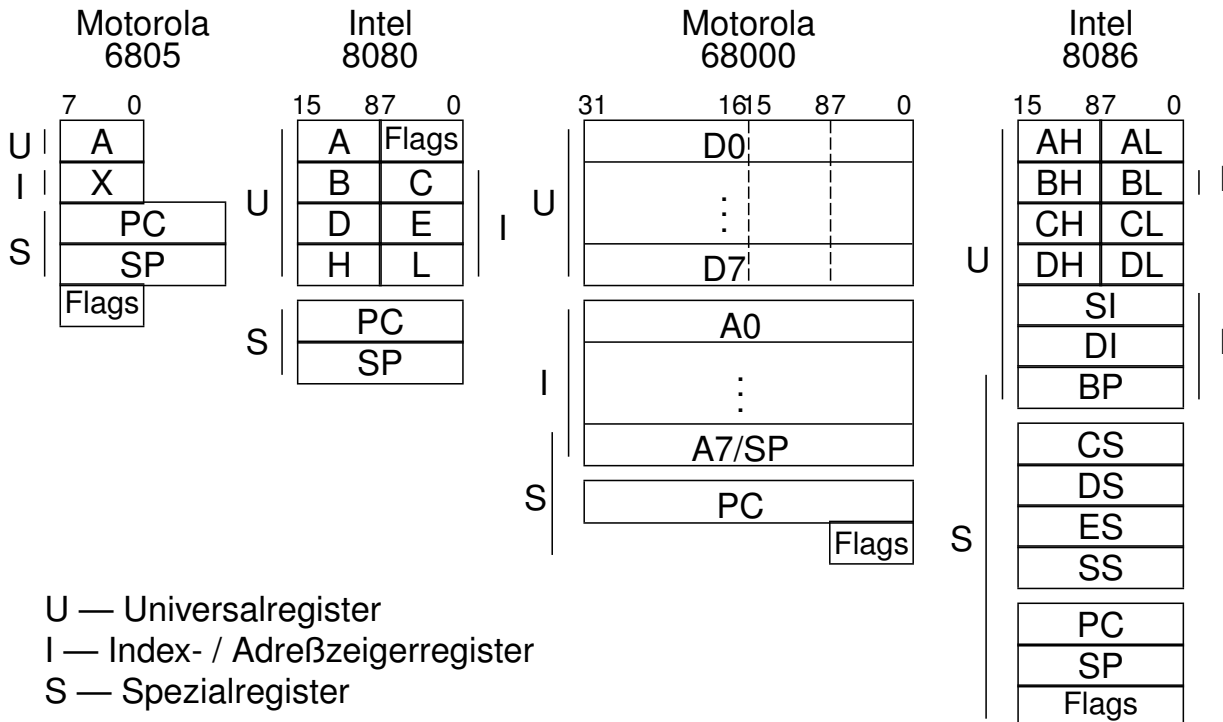 Motorola
6805
Intel
8080
Motorola
68000
Intel
8086
7 0
15 87 0
31 1615 87 0
15 87 0
U
I
S
A
X
PC
SP
Flags
U
I
S
A Flags
B C
D E
H L
PC
SP
U
I
S
D0
⋮
D7
A0
⋮
A7/SP
PC
Flags
U
S
AH AL
BH BL
CH CL
DH DL
SI
DI
BP
CS
DS
ES
SS
PC
SP
Flags
I
I
U — Universalregister
I — Index- / Adreßzeigerregister
S — Spezialregister